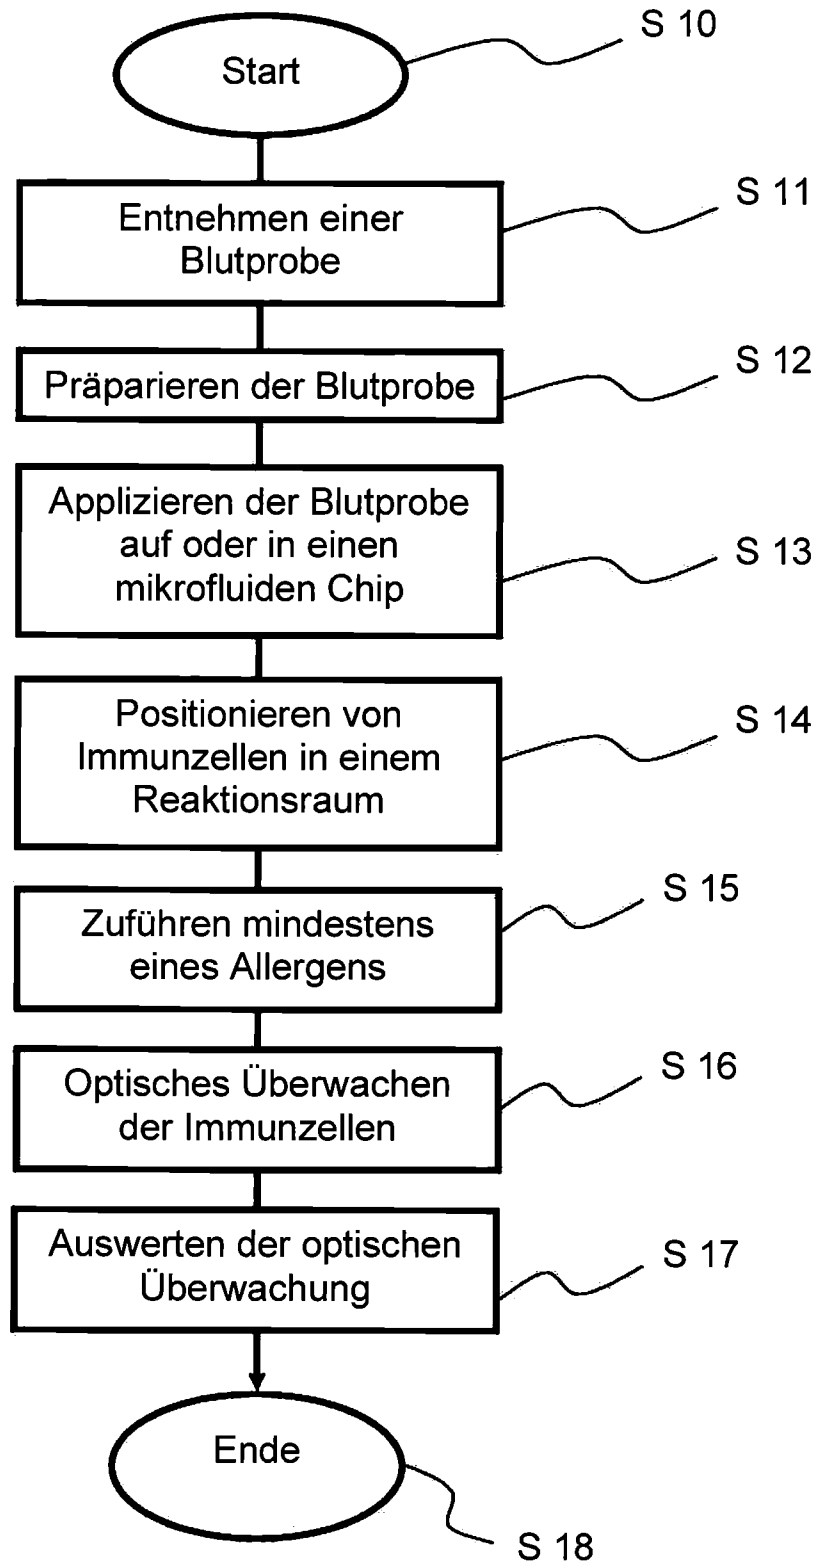 Start
S 10
Entnehmen einer
Blutprobe
S 11
Präparieren der Blutprobe
S 12
Applizieren der Blutprobe
auf oder in einen
mikrofluiden Chip
S 13
Positionieren von
Immunzellen in einem
Reaktionsraum
S 14
Zuführen mindestens
eines Allergens
S 15
Optisches Überwachen
der Immunzellen
S 16
Auswerten der optischen
Überwachung
S 17
Ende
S 18